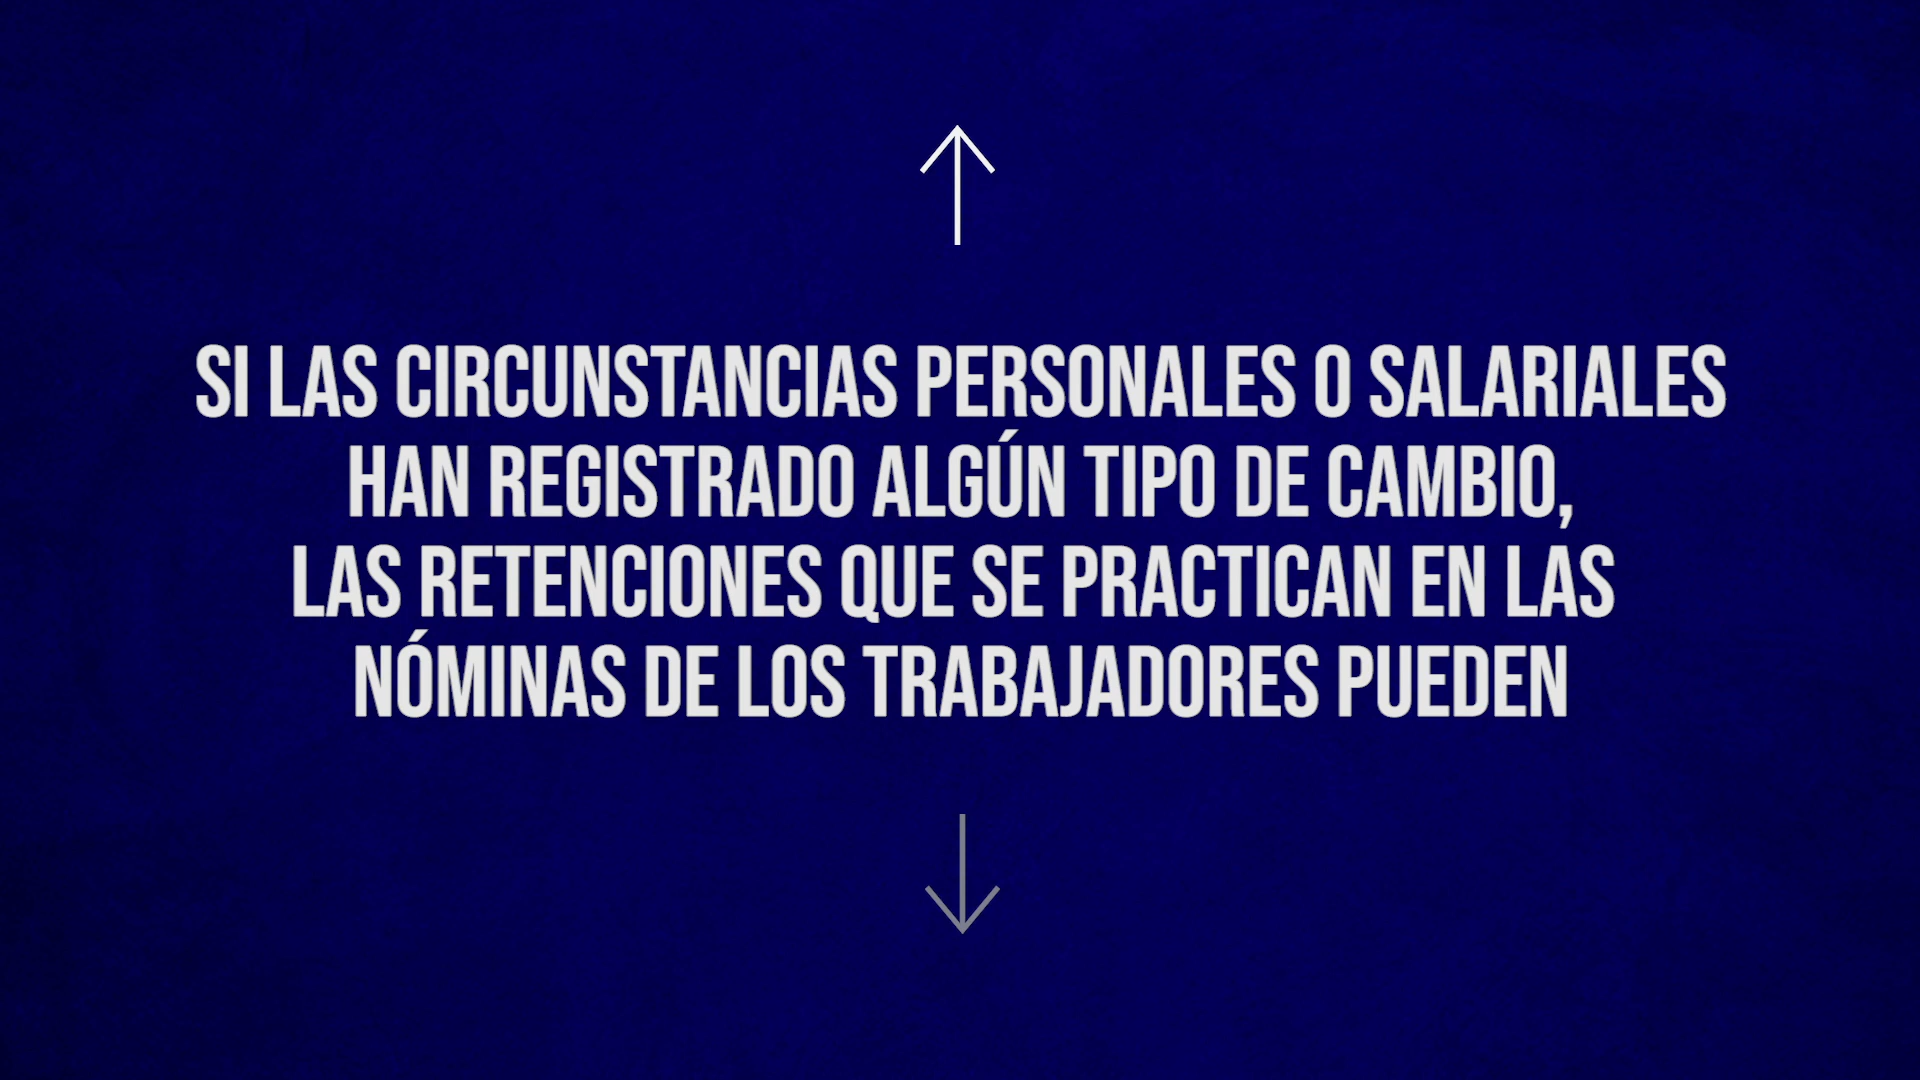 SI LAS CIRCUNSTANCIAS PERSONALES O SALARIALES
HAN REGISTRADO ALGÚN TIPO DE CAMBIO,
LAS RETENCIONES QUE SE PRACTICAN EN LAS
NÓMINAS DE LOS TRABAJADORES PUEDEN